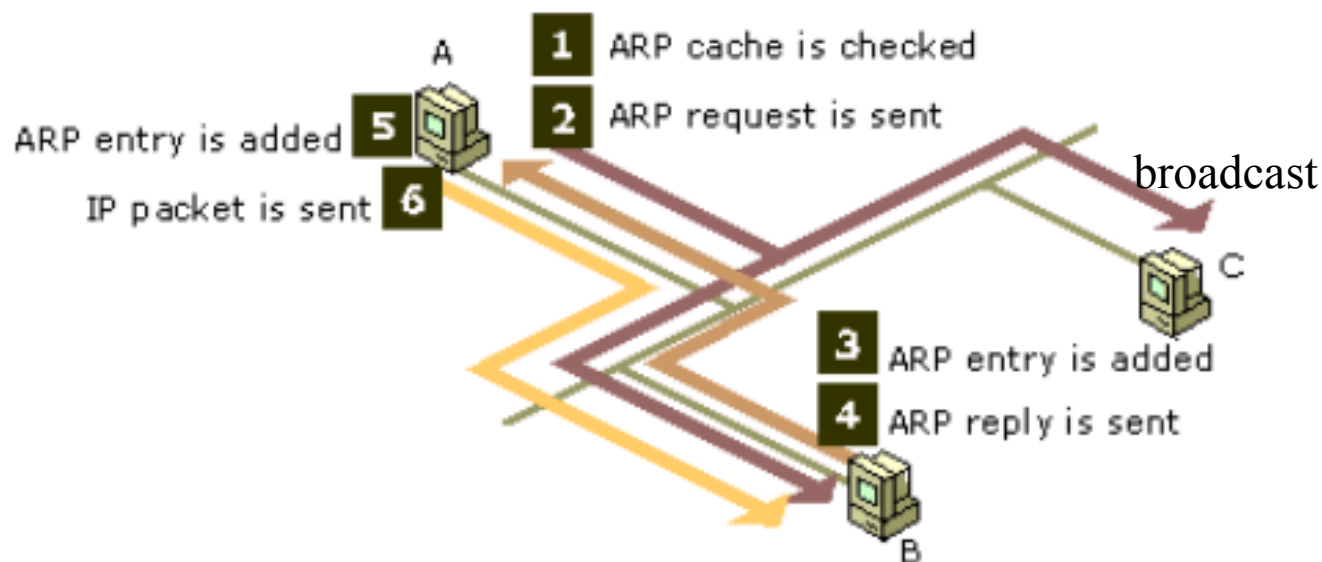 A
1 ARP cache is checked
2 ARP request is sent
5 ARP entry is added
broadcast
6 IP packet is sent
C
3 ARP entry is added
4 ARP reply is sent
B